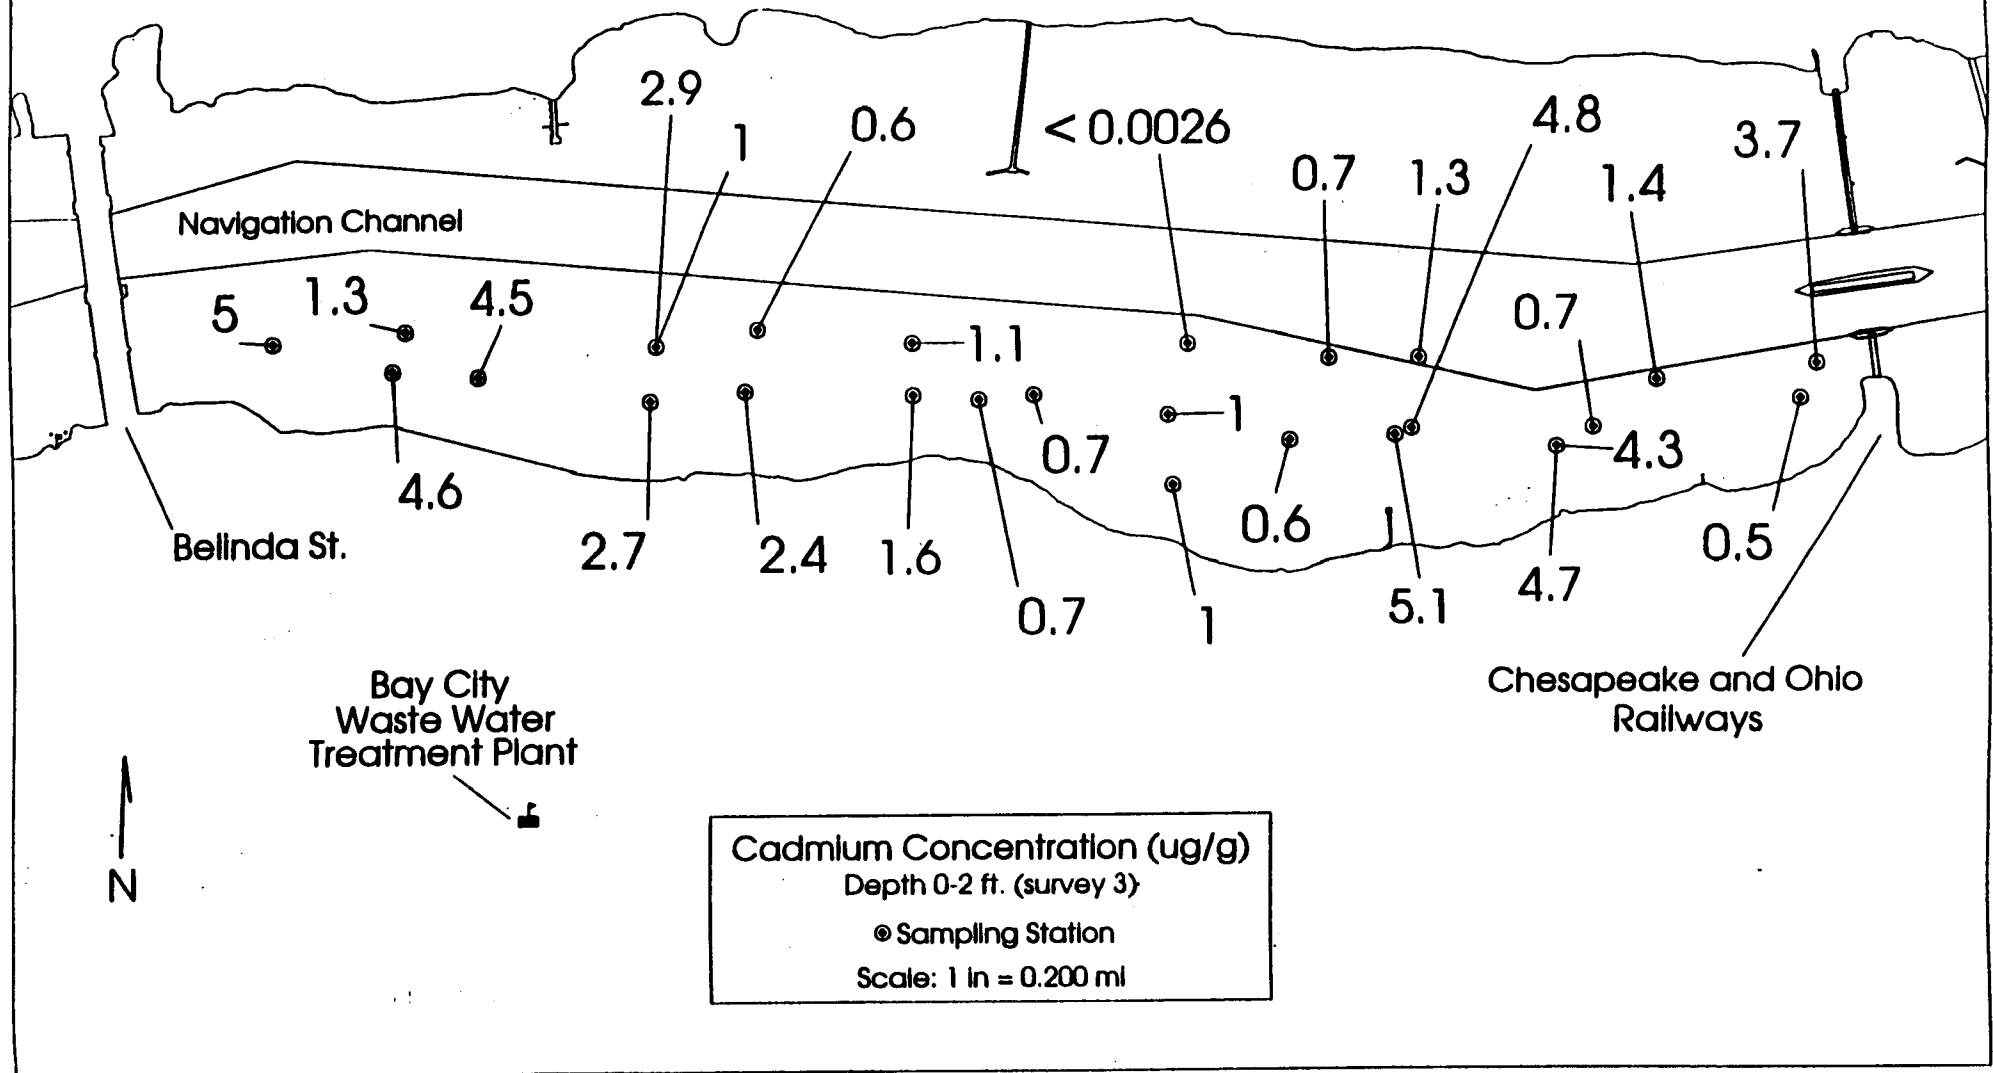 2.9
1
0.6
< 0.0026
4.8
0.7
1.3
1.4
3.7
Navigation Channel
5
1.3
4.5
1.1
0.7
4.6
0.7
1
4.3
2.7
2.4
1.6
0.6
0.5
0.7
1
5.1
4.7
Belinda St.
Chesapeake and Ohio
Railways
Bay City
Waste Water
Treatment Plant
N
Cadmium Concentration (ug/g)
Depth 0-2 ft. (survey 3)
Sampling Station
Scale: 1 in = 0.200 mi